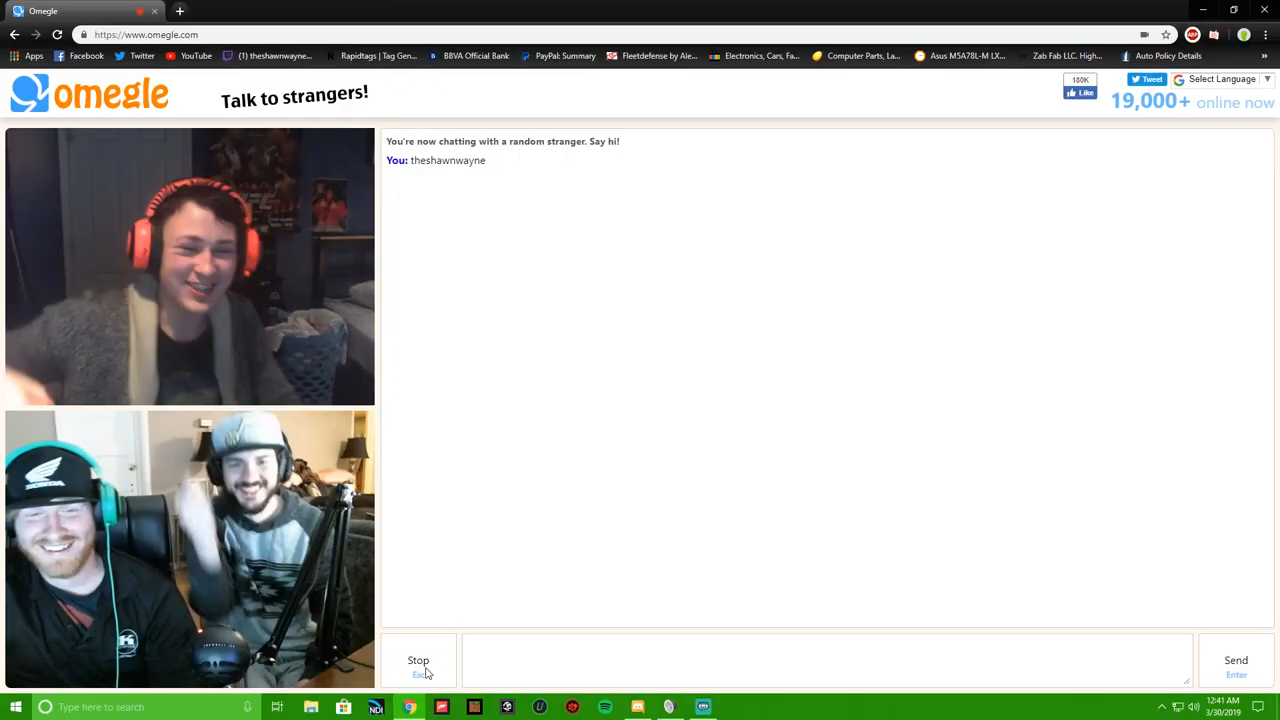 Omegle
https://www.omegle.com
Apps Facebook Twitter YouTube (1) theshawnwayne... Rapidtags | Tag Gen... BBVA Official Bank PayPal: Summary Fleetdefense by Ale... Electronics, Cars, Fa... Computer Parts, La... Asus M5A78L-M LX... Zab Fab LLC. High... Auto Policy Details
omegle
Talk to strangers!
180K
Like
Tweet
Select Language
19,000+ online now
You're now chatting with a random stranger. Say hi!
You: theshawnwayne
HONDA
Stop
Esc
Send
Enter
Type here to search
NDI
12:41 AM
3/30/2019